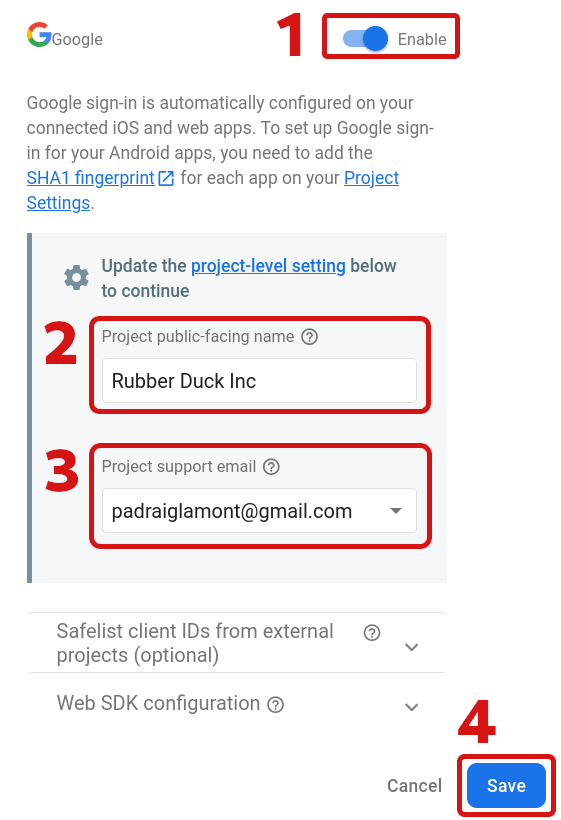 1
Google
Enable
Google sign-in is automatically configured on your
connected iOS and web apps. To set up Google sign-
in for your Android apps, you need to add the
SHA1 fingerprint for each app on your Project
Settings.
Update the project-level setting below
to continue
2
Project public-facing name
Rubber Duck Inc
3
Project support email
padraiglamont@gmail.com
Safelist client IDs from external
projects (optional)
Web SDK configuration
4
Cancel
Save